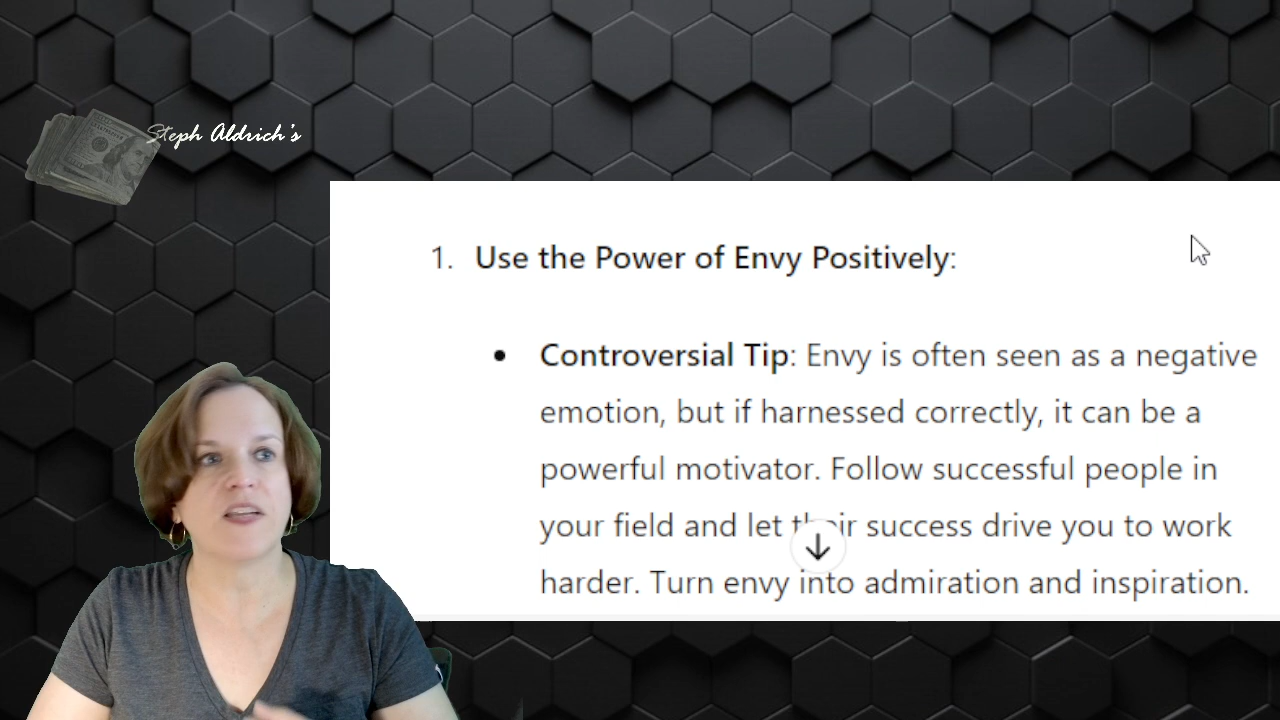 Steph Aldrich's
1. Use the Power of Envy Positively:
• Controversial Tip: Envy is often seen as a negative
emotion, but if harnessed correctly, it can be a
powerful motivator. Follow successful people in
your field and let their success drive you to work
harder. Turn envy into admiration and inspiration.